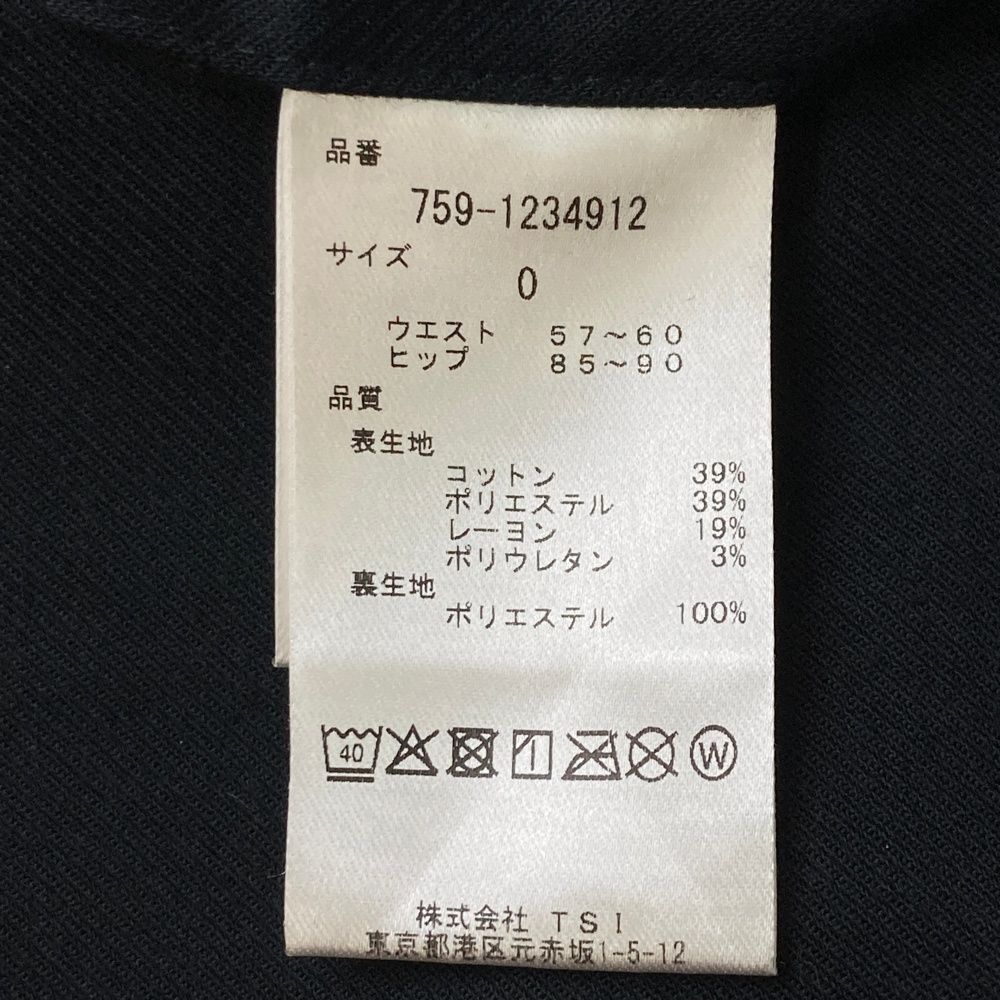 品番
759-1234912
サイズ
0
ウエスト 57~60
ヒップ 85~90
品質
表生地
コットン 39%
ポリエステル 39%
レーヨン 19%
ポリウレタン 3%
裏生地
ポリエステル 100%
40 W
株式会社 TSI
東京都港区元赤坂1-5-12